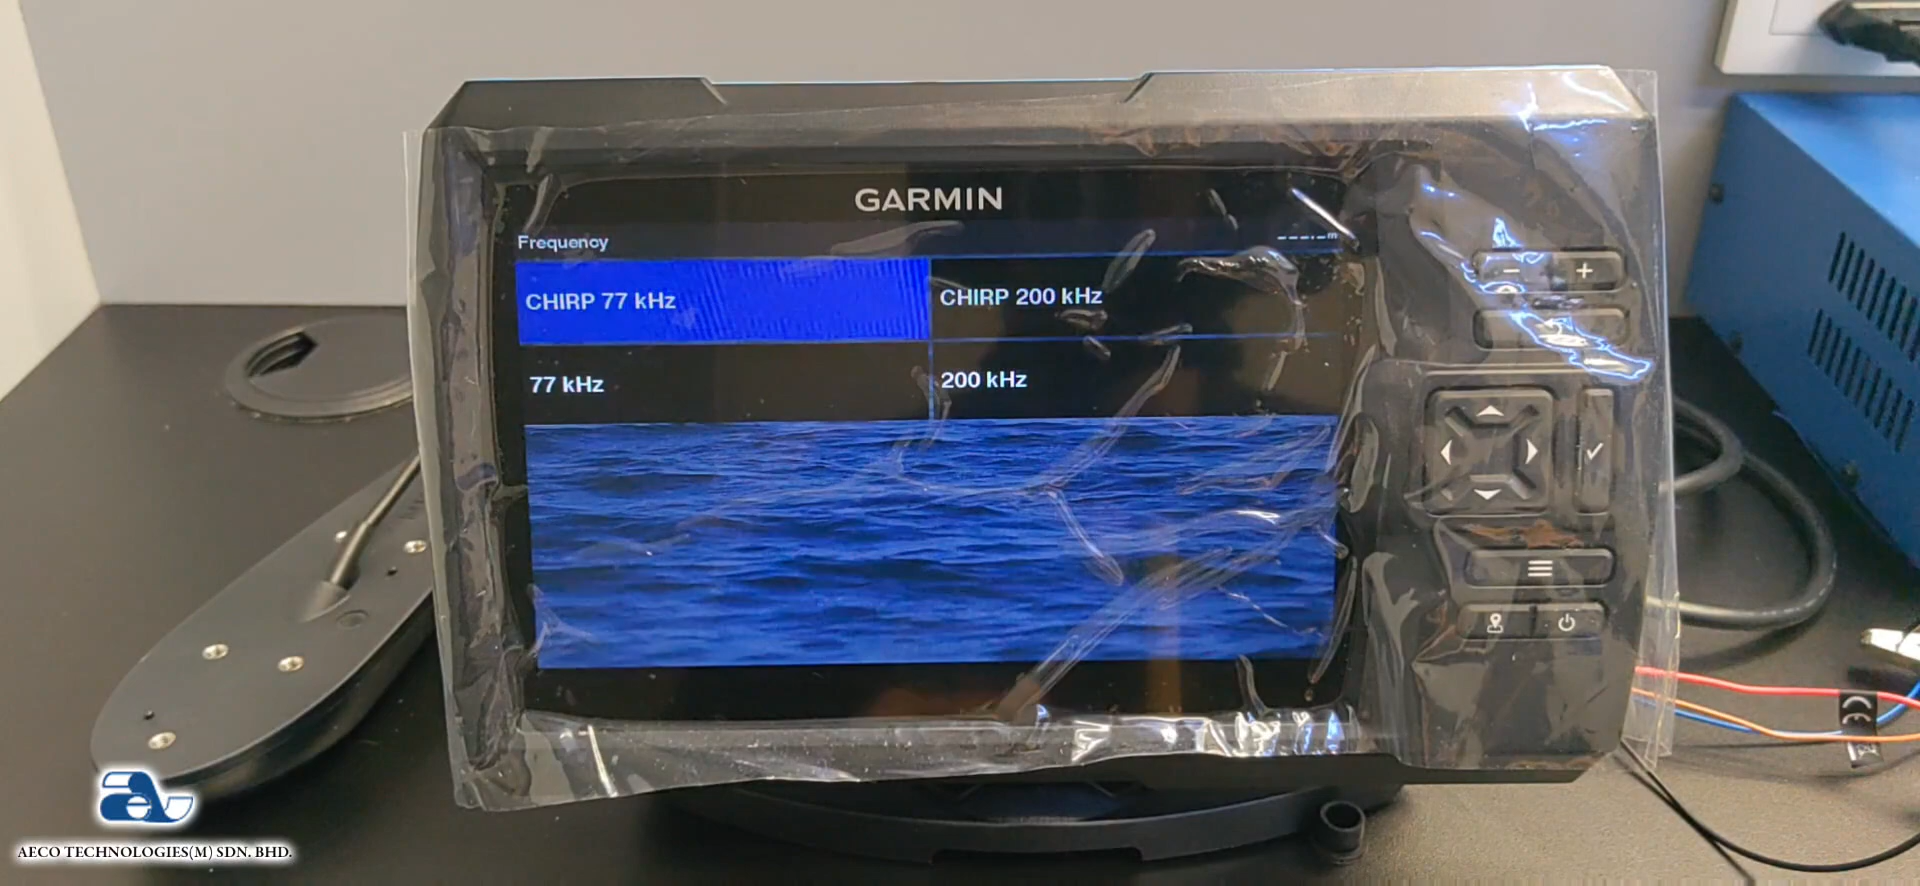 GARMIN
Frequency
---.-m
CHIRP 77 kHz
CHIRP 200 kHz
77 kHz
200 kHz
AECO TECHNOLOGIES(M) SDN. BHD.